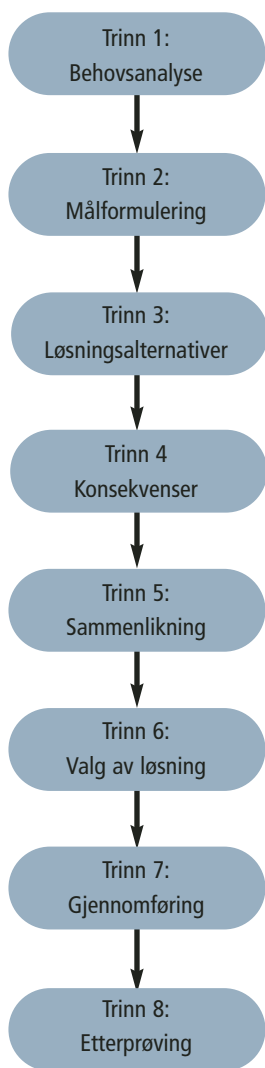 Trinn 1:
Behovsanalyse
Trinn 2:
Målformulering
Trinn 3:
Løsningsalternativer
Trinn 4
Konsekvenser
Trinn 5:
Sammenlikning
Trinn 6:
Valg av løsning
Trinn 7:
Gjennomføring
Trinn 8:
Etterprøving